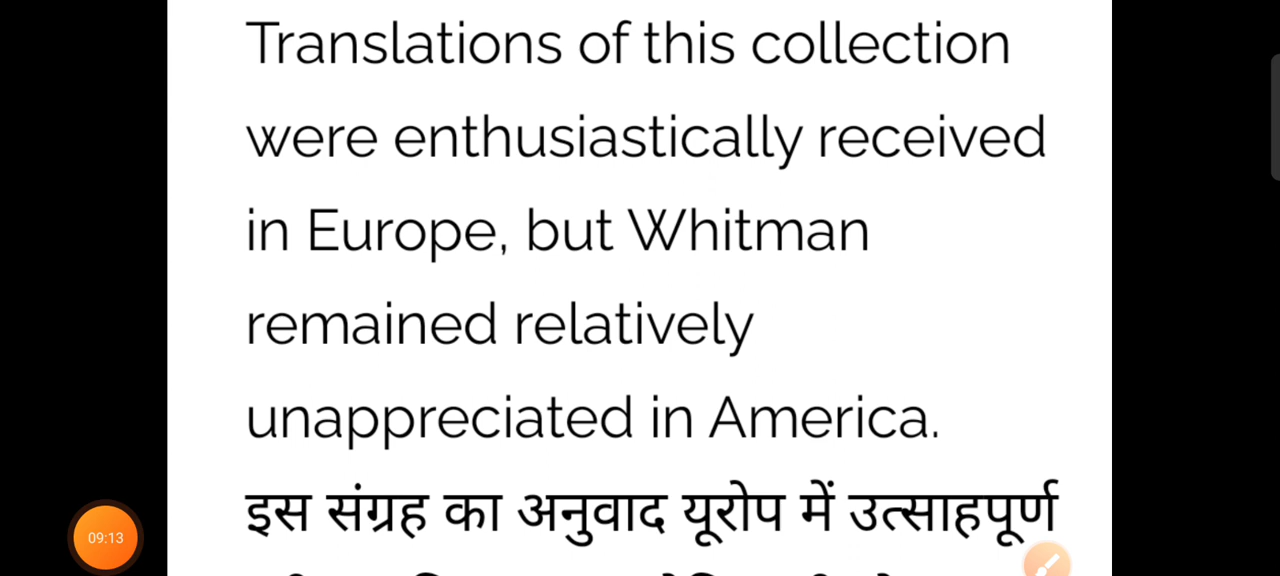 Translations of this collection
were enthusiastically received
in Europe, but Whitman
remained relatively
unappreciated in America.
इस संग्रह का अनुवाद यूरोप में उत्साहपूर्ण
09:13